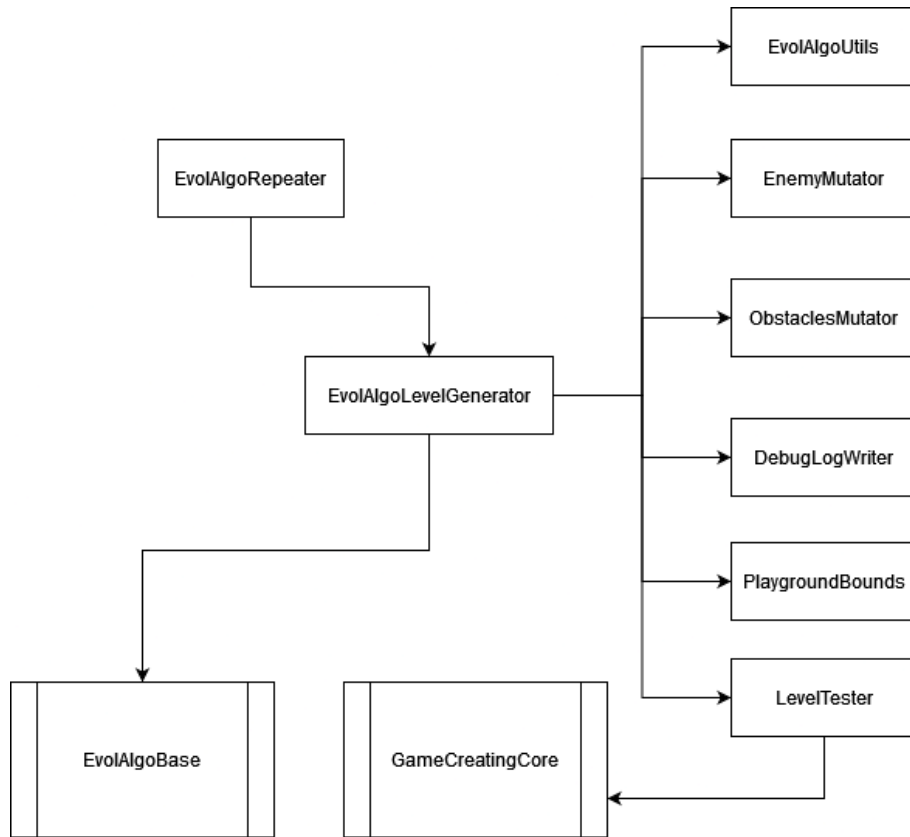 EvolAlgoUtils
EvolAlgoRepeater
EnemyMutator
ObstaclesMutator
EvolAlgoLevelGenerator
DebugLogWriter
PlaygroundBounds
LevelTester
EvolAlgoBase
GameCreatingCore